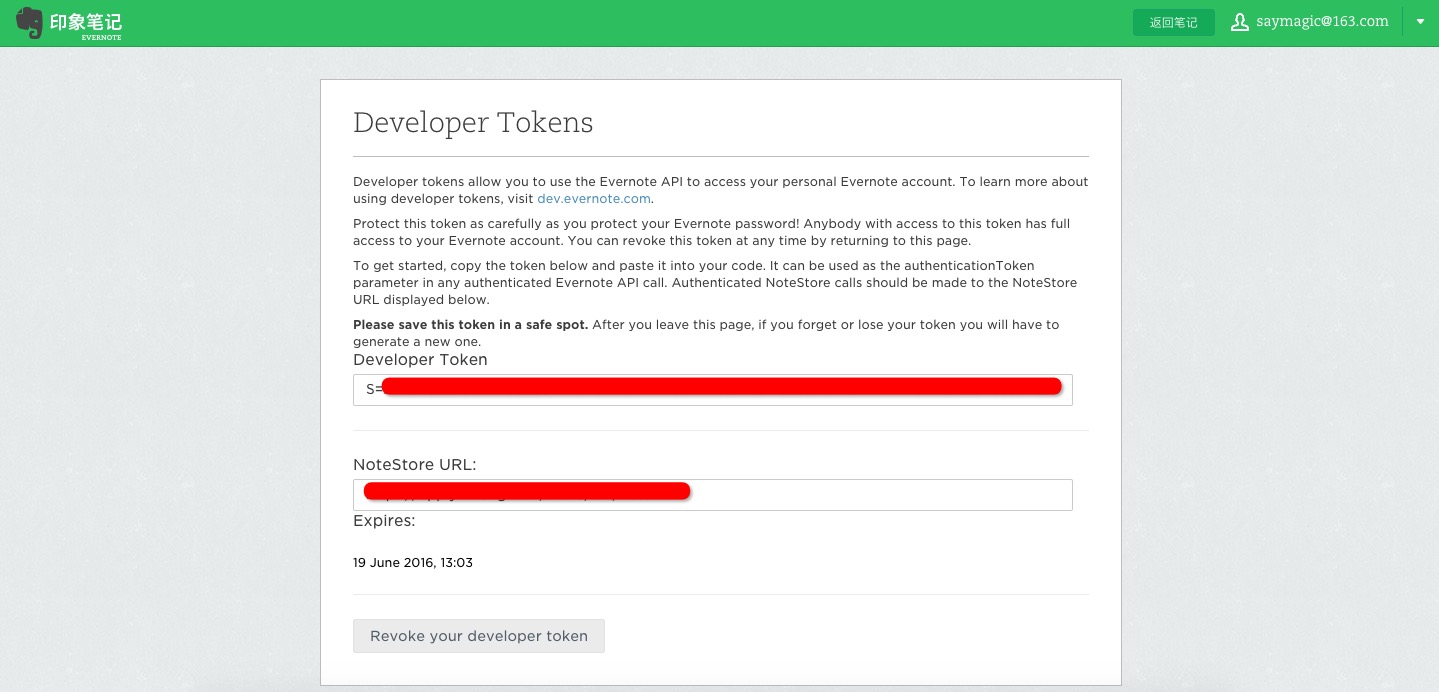 印象笔记
EVERNOTE
返回笔记
saymagic@163.com
Developer Tokens
Developer tokens allow you to use the Evernote API to access your personal Evernote account. To learn more about
using developer tokens, visit dev.evernote.com.
Protect this token as carefully as you protect your Evernote password! Anybody with access to this token has full
access to your Evernote account. You can revoke this token at any time by returning to this page.
To get started, copy the token below and paste it into your code. It can be used as the authenticationToken
parameter in any authenticated Evernote API call. Authenticated NoteStore calls should be made to the NoteStore
URL displayed below.
Please save this token in a safe spot. After you leave this page, if you forget or lose your token you will have to
generate a new one.
Developer Token
S=
NoteStore URL:
Expires:
19 June 2016, 13:03
Revoke your developer token